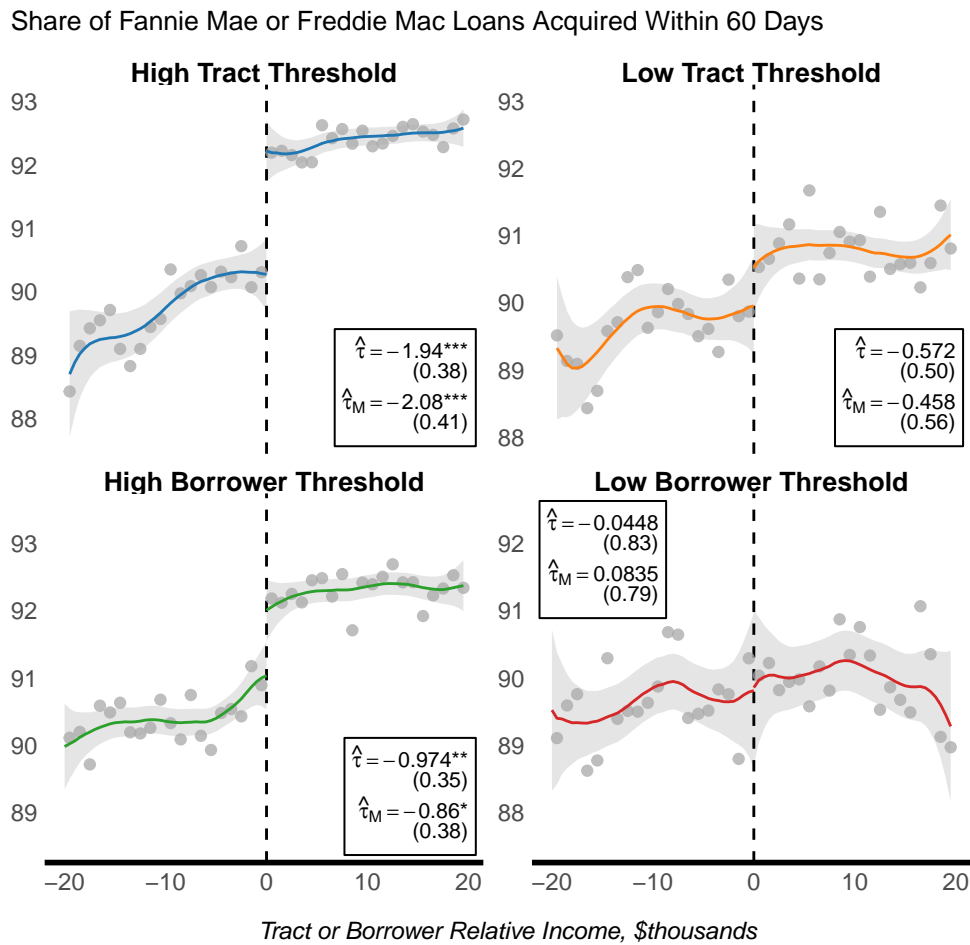 Share of Fannie Mae or Freddie Mac Loans Acquired Within 60 Days
High Tract Threshold
93
92
91
90
89
88
τ̂ = −1.94***
(0.38)
τ̂M = −2.08***
(0.41)
Low Tract Threshold
93
92
91
90
89
88
τ̂ = −0.572
(0.50)
τ̂M = −0.458
(0.56)
High Borrower Threshold
93
92
91
90
89
τ̂ = −0.974**
(0.35)
τ̂M = −0.86*
(0.38)
−20 −10 0 10 20
Low Borrower Threshold
92
91
90
89
88
τ̂ = −0.0448
(0.83)
τ̂M = 0.0835
(0.79)
−20 −10 0 10 20
Tract or Borrower Relative Income, $thousands